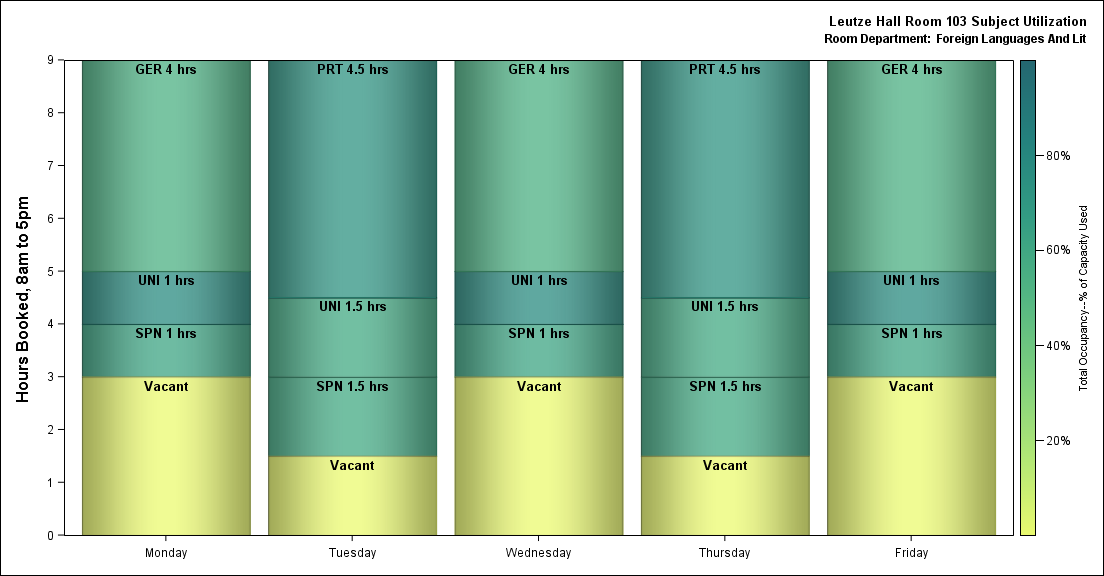 Leutze Hall Room 103 Subject Utilization
Room Department: Foreign Languages And Lit
Hours Booked, 8am to 5pm
9
8
7
6
5
4
3
2
1
0
GER 4 hrs
UNI 1 hrs
SPN 1 hrs
Vacant
PRT 4.5 hrs
UNI 1.5 hrs
SPN 1.5 hrs
Vacant
GER 4 hrs
UNI 1 hrs
SPN 1 hrs
Vacant
PRT 4.5 hrs
UNI 1.5 hrs
SPN 1.5 hrs
Vacant
GER 4 hrs
UNI 1 hrs
SPN 1 hrs
Vacant
Monday
Tuesday
Wednesday
Thursday
Friday
80%
60%
40%
20%
Total Occupancy--% of Capacity Used